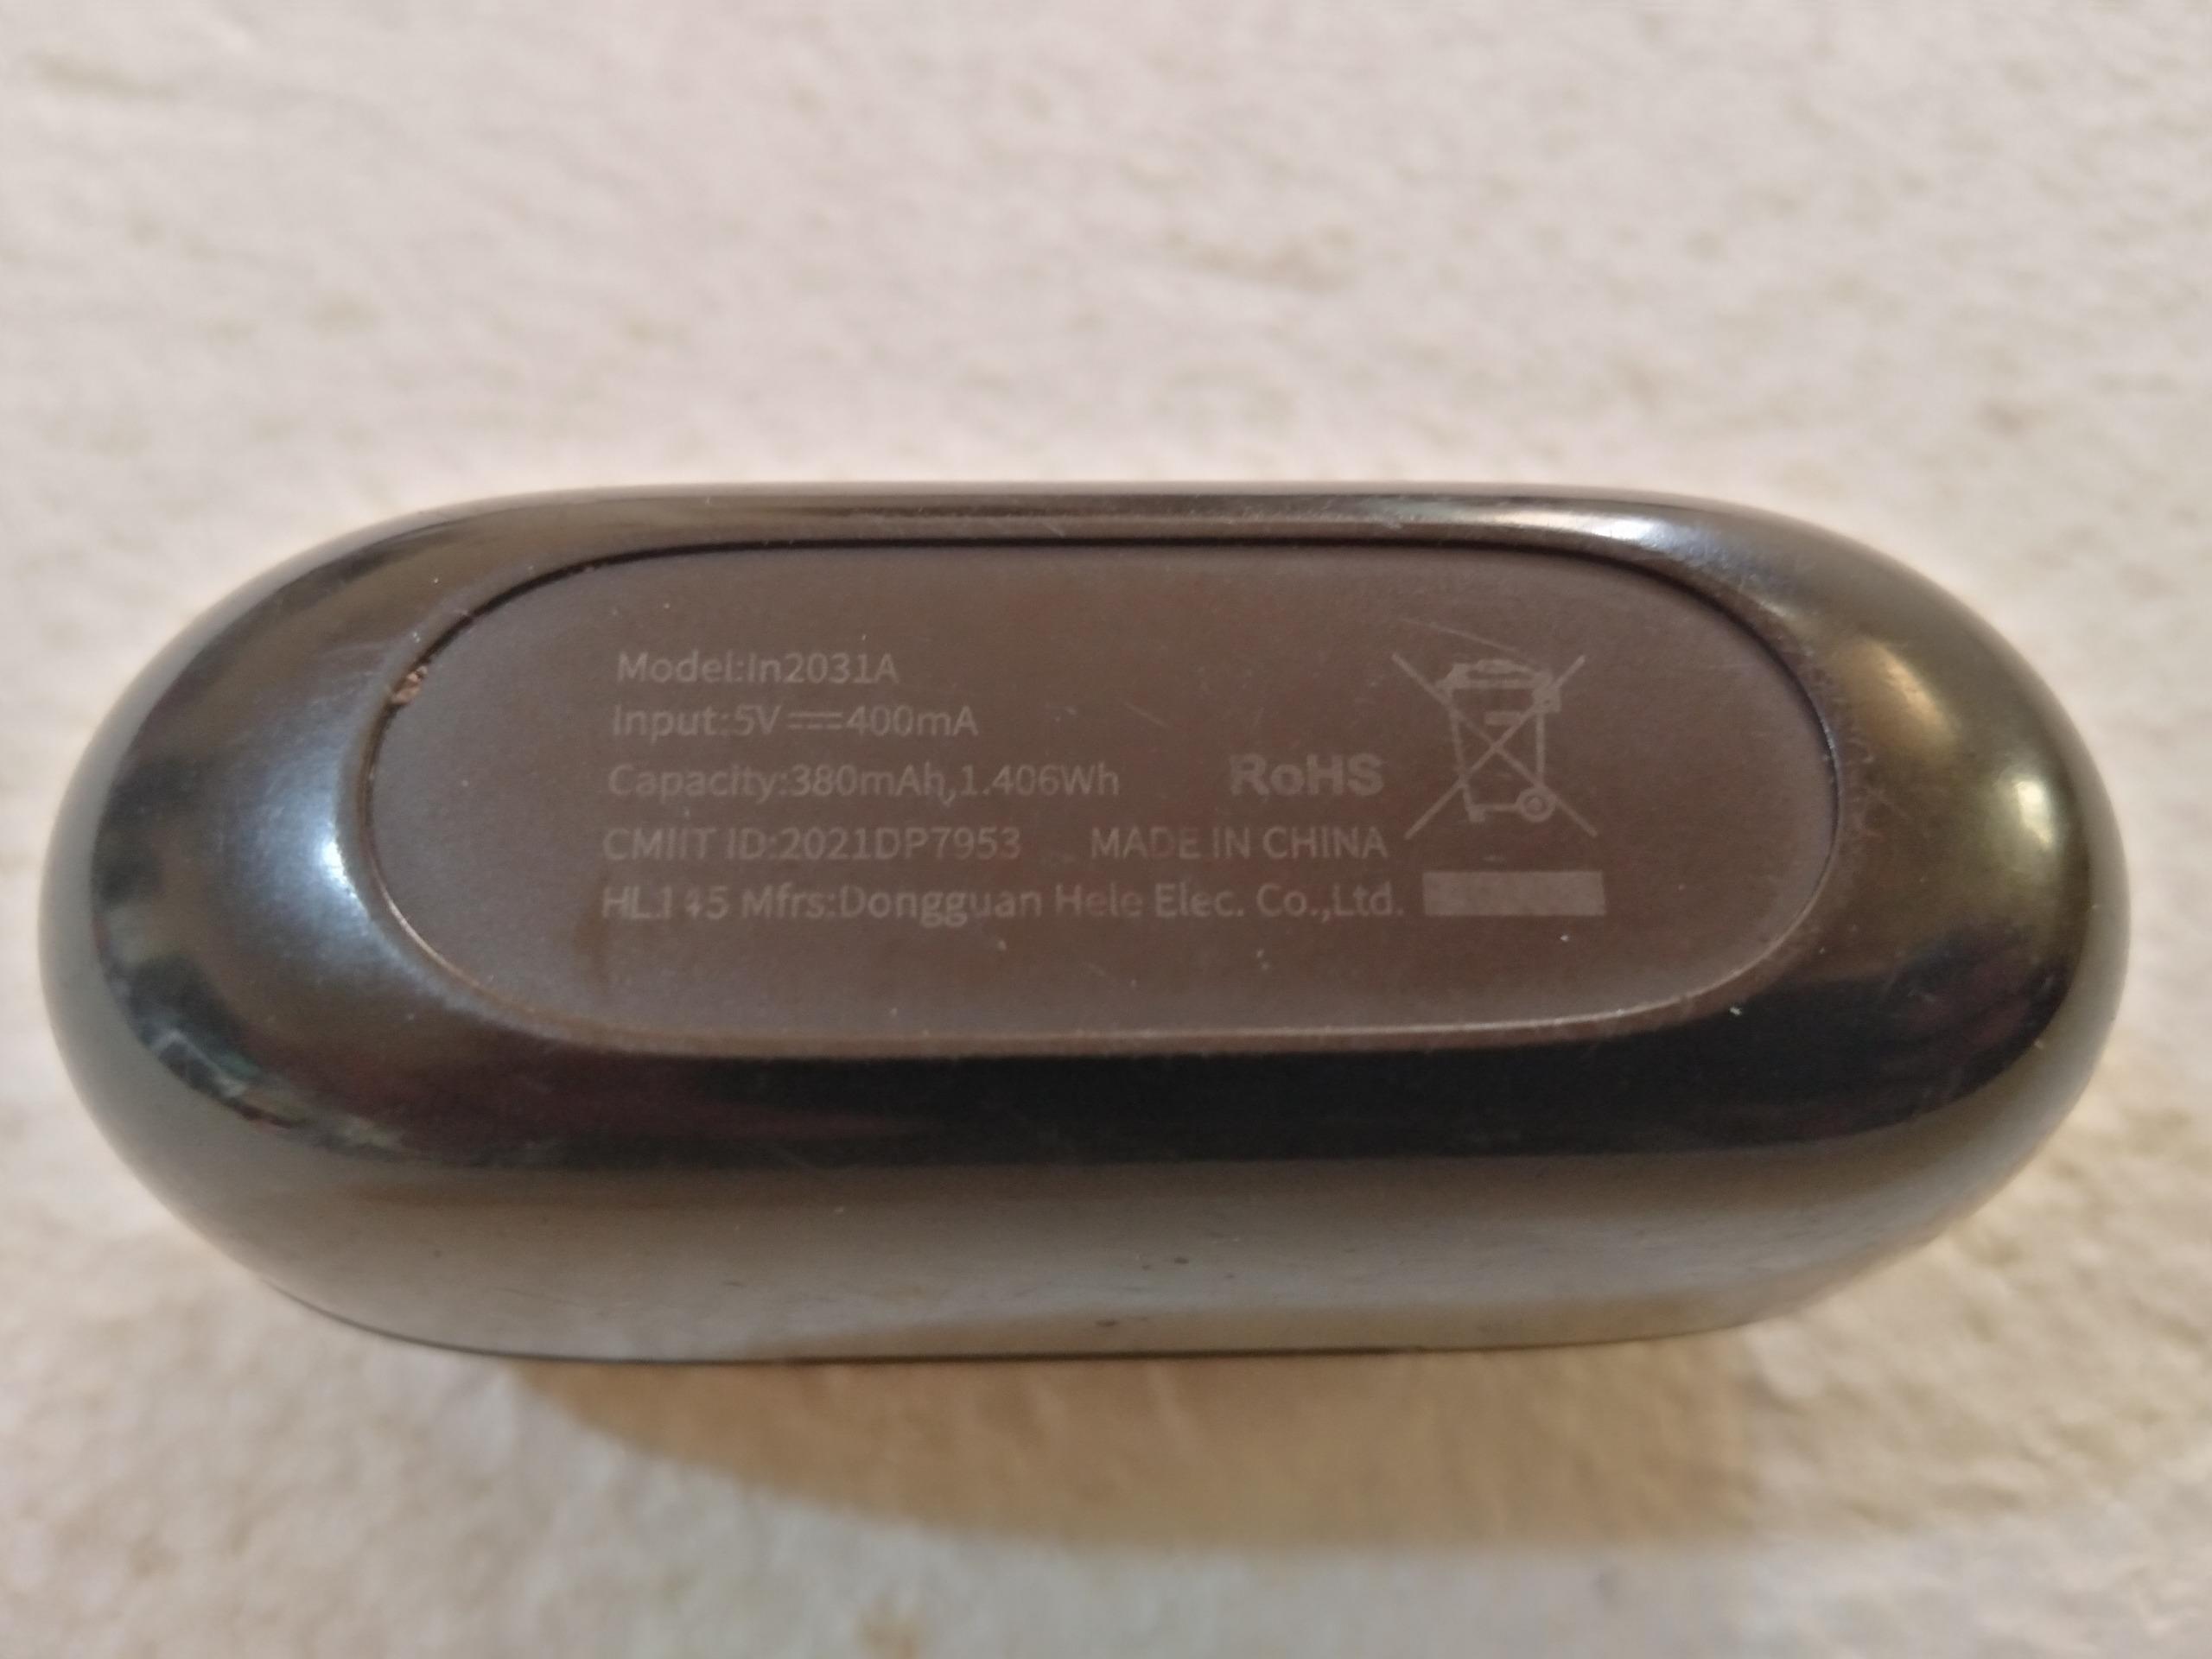 Model:In2031A
Input:5V⎓400mA
Capacity:380mAh,1.406Wh RoHS
CMIIT ID:2021DP7953 MADE IN CHINA
HL145 Mfrs:Dongguan Hele Elec. Co.,Ltd.